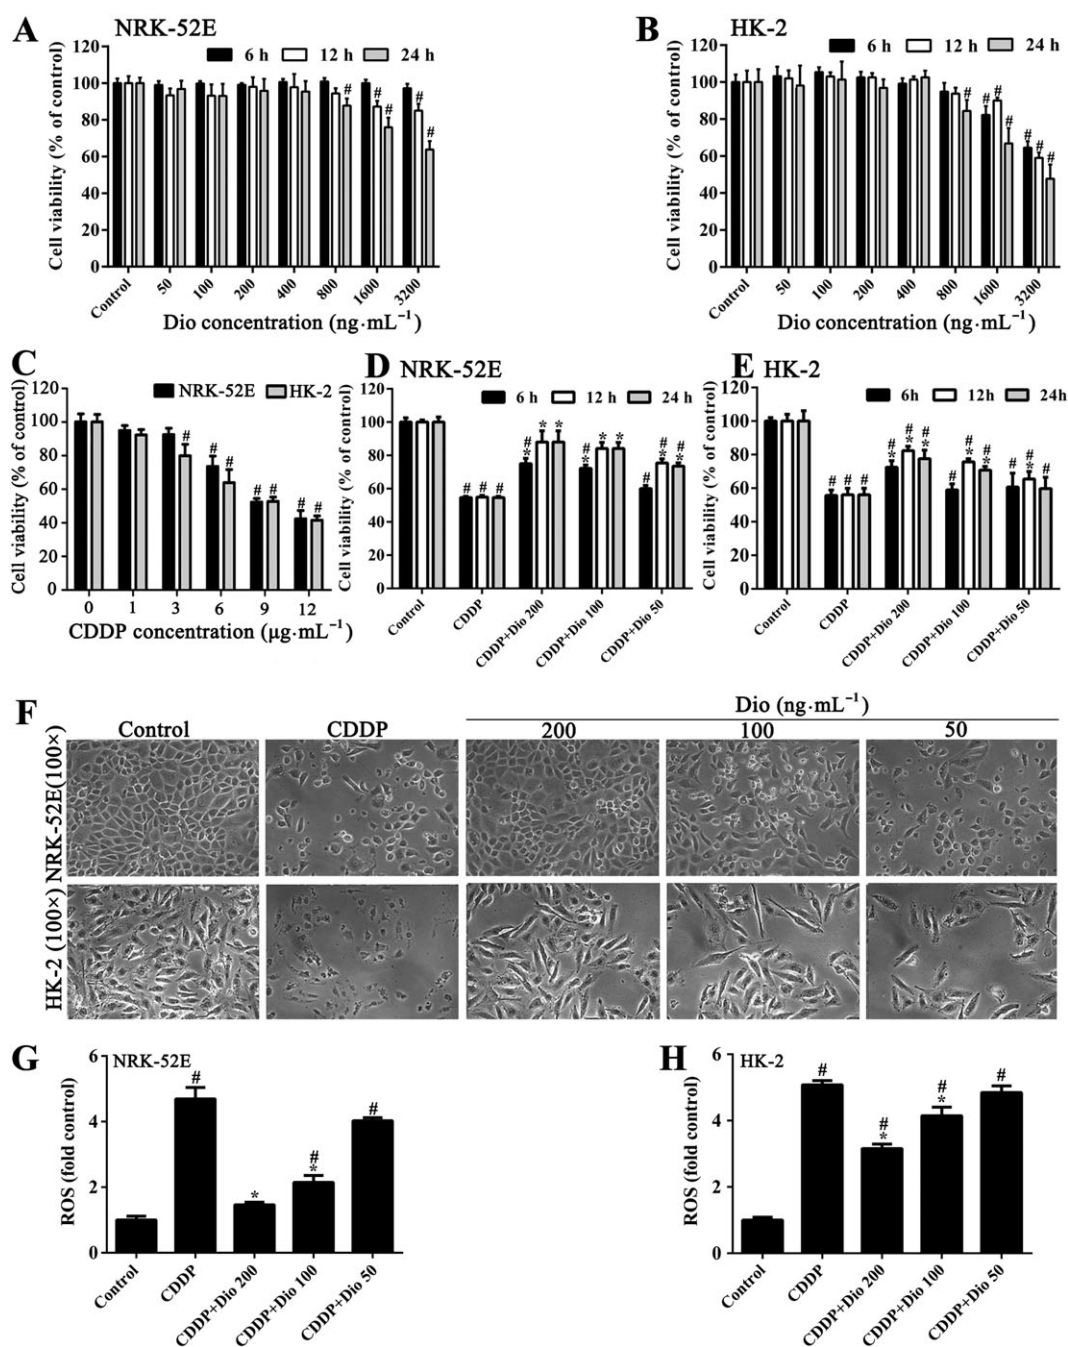 A NRK-52E
6 h 12 h 24 h
Cell viability (% of control)
120
100
80
60
40
20
0
# # # # #
Control 50 100 200 400 800 1600 3200
Dio concentration (ng·mL⁻¹)
B HK-2
6 h 12 h 24 h
Cell viability (% of control)
120
100
80
60
40
20
0
# # # # # # #
Control 50 100 200 400 800 1600 3200
Dio concentration (ng·mL⁻¹)
C
NRK-52E HK-2
Cell viability (% of control)
120
100
80
60
40
20
0
# # # # # # #
0 1 3 6 9 12
CDDP concentration (μg·mL⁻¹)
D NRK-52E
6 h 12 h 24 h
Cell viability (% of control)
120
100
80
60
40
20
0
# # # #* * * #* * * # #* #*
Control CDDP CDDP+Dio 200 CDDP+Dio 100 CDDP+Dio 50
E HK-2
6h 12h 24h
Cell viability (% of control)
120
100
80
60
40
20
0
# # # #* #* #* # #* #* # #* #
Control CDDP CDDP+Dio 200 CDDP+Dio 100 CDDP+Dio 50
F
Dio (ng·mL⁻¹)
Control CDDP 200 100 50
NRK-52E(100×)
HK-2 (100×)
G NRK-52E
ROS (fold control)
6
4
2
0
# * #* #
Control CDDP CDDP+Dio 200 CDDP+Dio 100 CDDP+Dio 50
H HK-2
ROS (fold control)
6
4
2
0
# #* #* #
Control CDDP CDDP+Dio 200 CDDP+Dio 100 CDDP+Dio 50